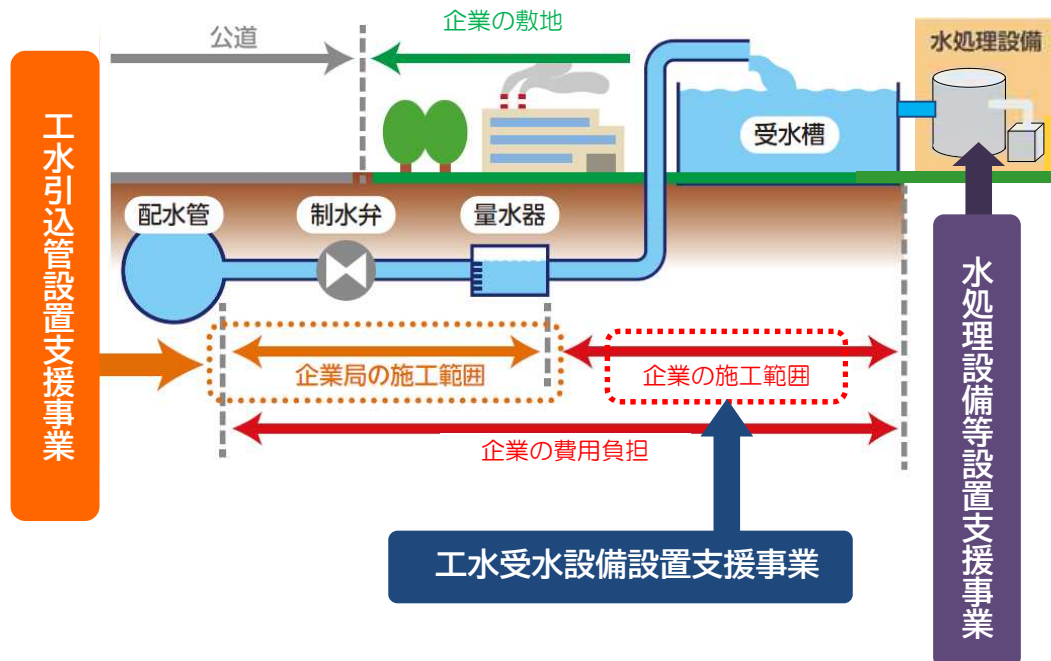 公道
企業の敷地
水処理設備
工水引込管設置支援事業
受水槽
配水管
制水弁
量水器
企業局の施工範囲
企業の施工範囲
企業の費用負担
工水受水設備設置支援事業
水処理設備等設置支援事業